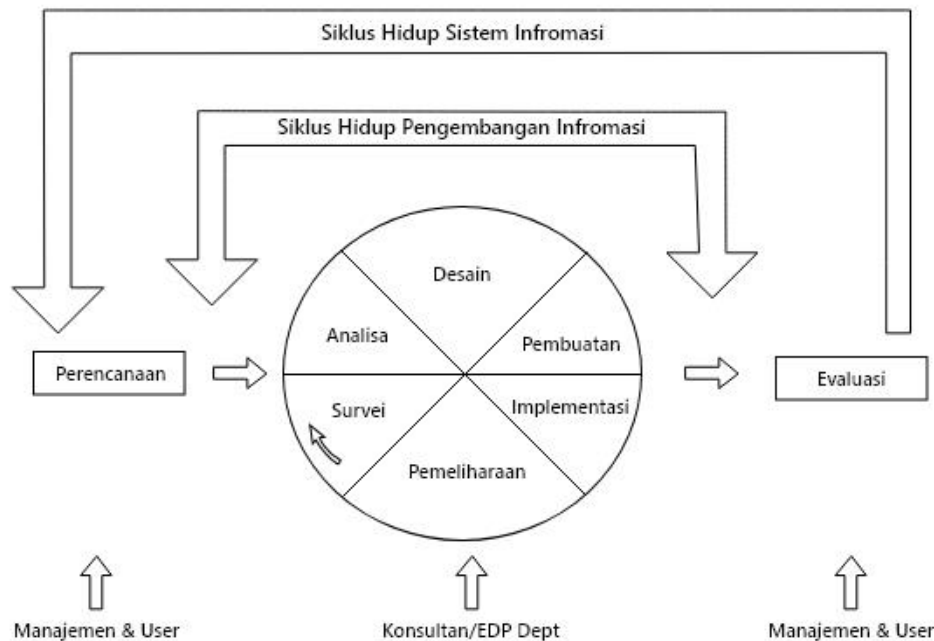 Siklus Hidup Sistem Infromasi
Siklus Hidup Pengembangan Infromasi
Desain
Analisa
Pembuatan
Perencanaan
Evaluasi
Survei
Implementasi
Pemeliharaan
Manajemen & User
Konsultan/EDP Dept
Manajemen & User